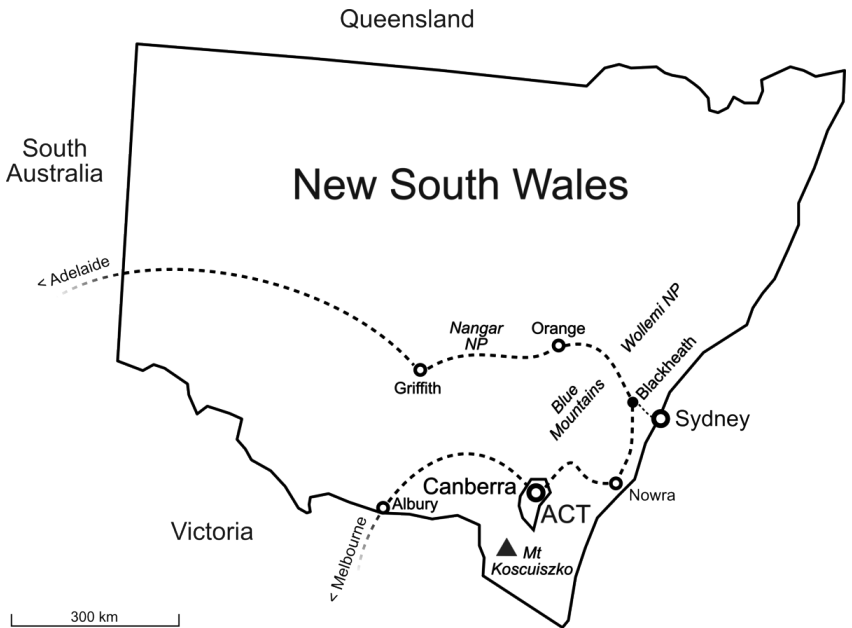 Queensland
South
Australia
New South Wales
< Adelaide
Wollemi NP
Nangar
NP
Orange
Blackheath
Griffith
Blue
Mountains
Sydney
Canberra
Nowra
Albury
ACT
Victoria
< Melbourne
Mt
Koscuiszko
300 km